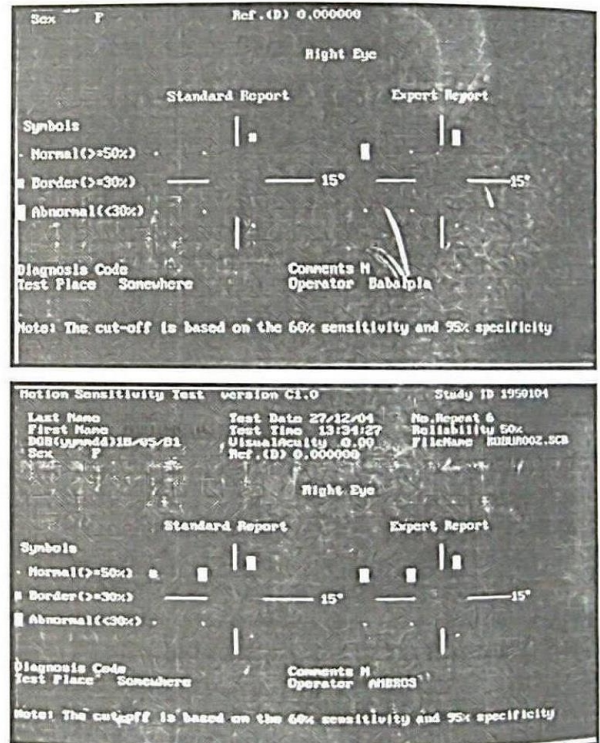 Sex F Ref.(D) 0.000000
Right Eye
Standard Report Expert Report
Symbols
Normal(>=50%)
Border(>=30%) 15° 15°
Abnormal(<30%)
Diagnosis Code Comments M
Test Place Somewhere Operator Babalpla
Note: The cut-off is based on the 60% sensitivity and 95% specificity
Motion Sensitivity Test version C1.0 Study ID 1950104
Last Name Test Date 27/12/04 No.Repeat 6
First Name Test Time 13:34:27 Reliability 50%
DOB(yymmdd)18/05/81 VisualAcuity 0.00 FileName
Sex F Ref.(D) 0.000000
Right Eye
Standard Report Expert Report
Symbols
Normal(>=50%)
Border(>=30%) 15° 15°
Abnormal(<30%)
Diagnosis Code Comments M
Test Place Somewhere Operator AMBROS
Note: The cut-off is based on the 60% sensitivity and 95% specificity